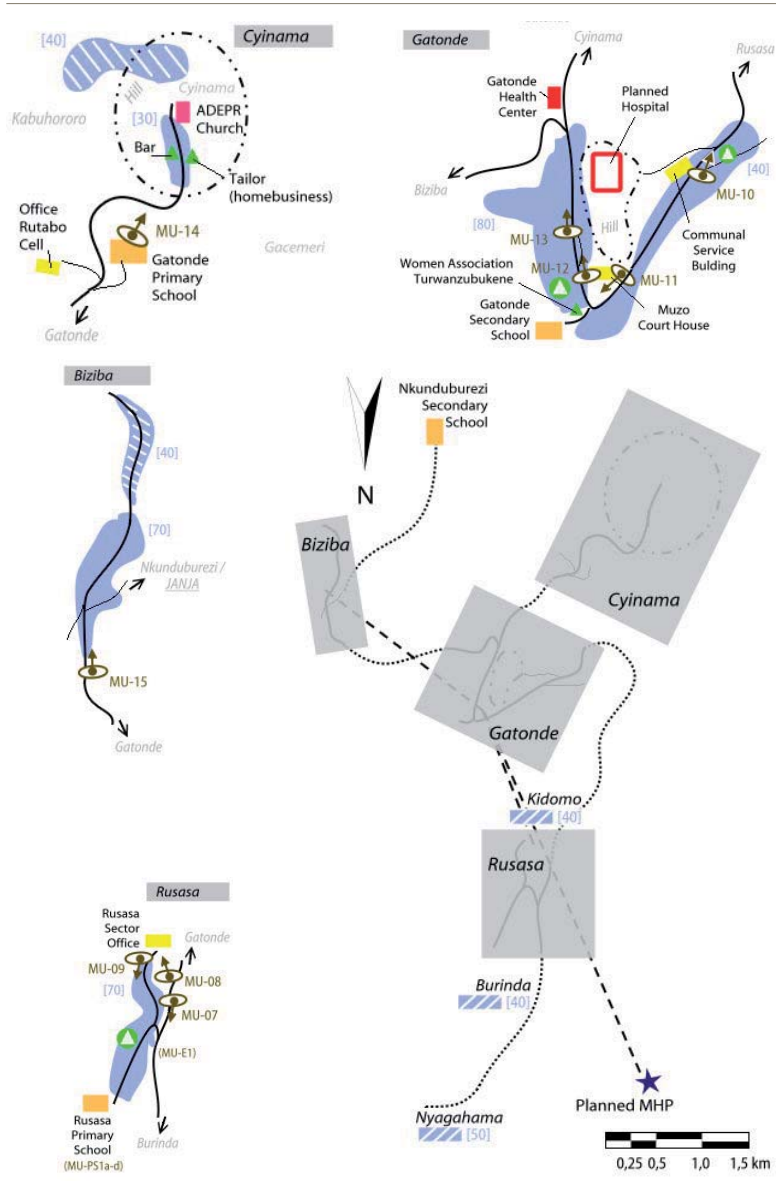 [40]
Cyinama
Hill
Cyinama
Kabuhororo
[30]
ADEPR
Church
Bar
Tailor
(homebusiness)
Office
Rutabo
Cell
MU-14
Gatonde
Primary
School
Gacemeri
Gatonde
Gatonde
Gatonde
Cyinama
Rusasa
Gatonde
Health
Center
Planned
Hospital
Biziba
[40]
MU-10
[80]
Hill
MU-13
Communal
Service
Bulding
Women Association
Turwanzubukene
MU-12
MU-11
Gatonde
Secondary
School
Muzo
Court House
Biziba
[40]
[70]
Nkunduburezi /
JANJA
MU-15
Gatonde
Nkunduburezi
Secondary
School
N
Biziba
Cyinama
Gatonde
Kidomo
[40]
Rusasa
Burinda
[40]
Nyagahama
[50]
Planned MHP
0,25 0,5 1,0 1,5 km
Rusasa
Rusasa
Sector
Office
Gatonde
MU-09
MU-08
[70]
MU-07
(MU-E1)
Rusasa
Primary
School
(MU-PS1a-d)
Burinda